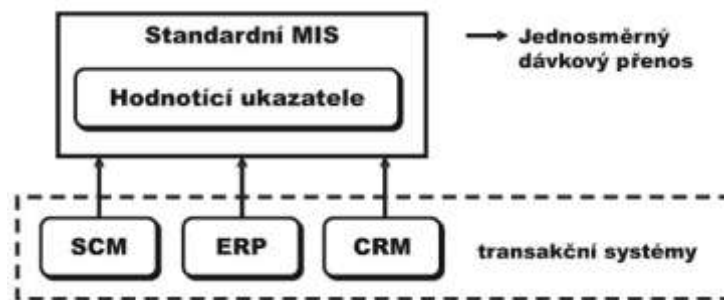 Standardní MIS
Hodnotící ukazatele
Jednosměrný
dávkový přenos
SCM
ERP
CRM
transakční systémy